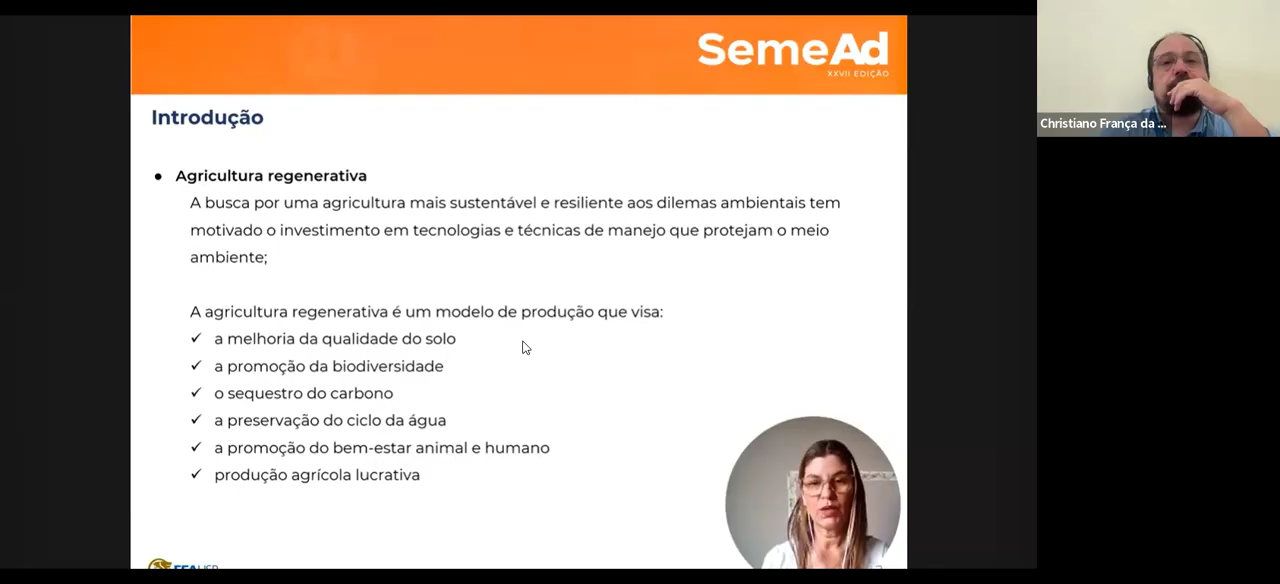 SemeAd
XXVII EDIÇÃO
Introdução
Christiano França da ...
● Agricultura regenerativa
A busca por uma agricultura mais sustentável e resiliente aos dilemas ambientais tem
motivado o investimento em tecnologias e técnicas de manejo que protejam o meio
ambiente;
A agricultura regenerativa é um modelo de produção que visa:
✓ a melhoria da qualidade do solo
✓ a promoção da biodiversidade
✓ o sequestro do carbono
✓ a preservação do ciclo da água
✓ a promoção do bem-estar animal e humano
✓ produção agrícola lucrativa
FEAUSP